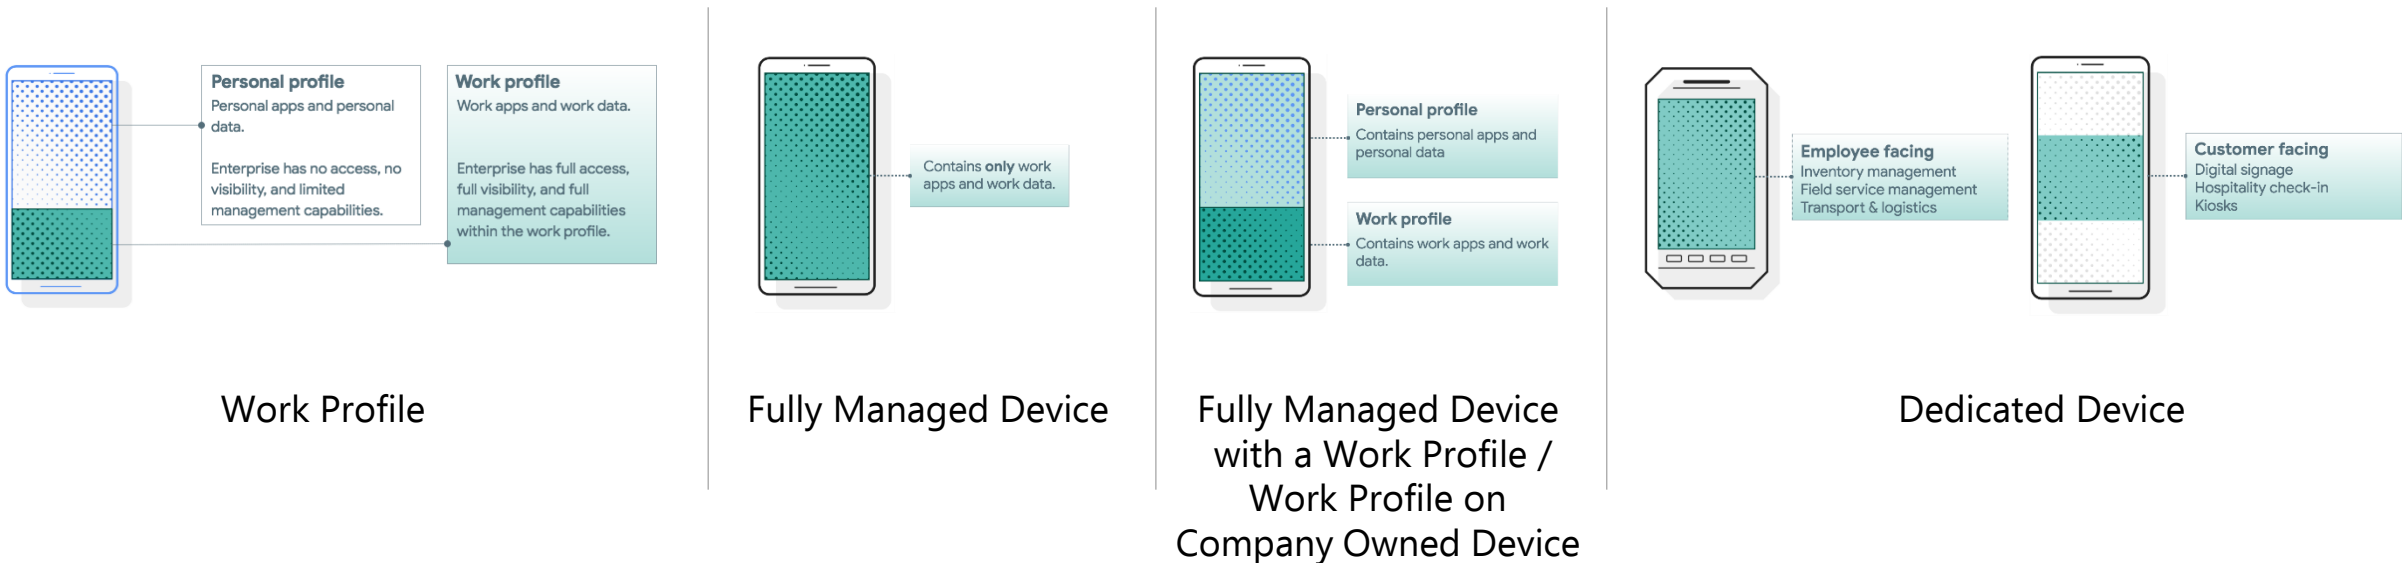 Personal profile
Personal apps and personal
data.
Enterprise has no access, no
visibility, and limited
management capabilities.
Work profile
Work apps and work data.
Enterprise has full access,
full visibility, and full
management capabilities
within the work profile.
Work Profile
Contains only work
apps and work data.
Fully Managed Device
Personal profile
Contains personal apps and
personal data
Work profile
Contains work apps and work
data.
Fully Managed Device
with a Work Profile /
Work Profile on
Company Owned Device
Employee facing
Inventory management
Field service management
Transport & logistics
Customer facing
Digital signage
Hospitality check-in
Kiosks
Dedicated Device